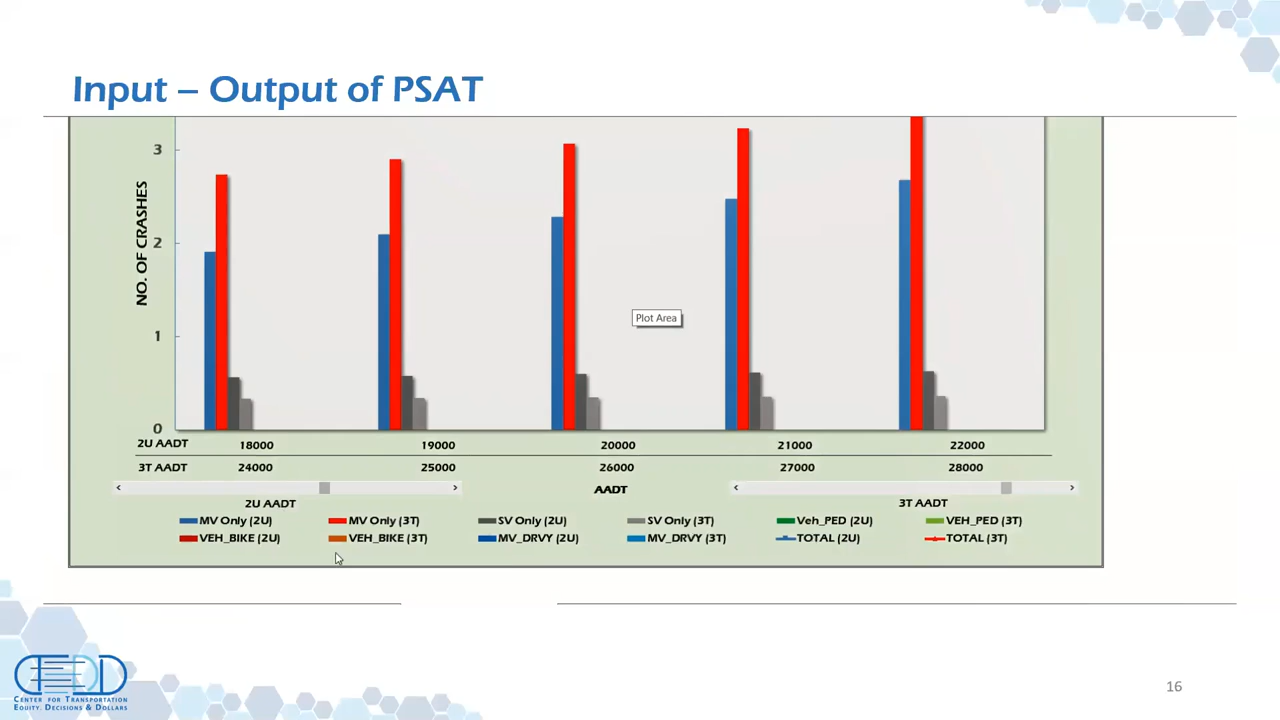 Input – Output of PSAT
NO. OF CRASHES
3
2
1
0
Plot Area
2U AADT 18000 19000 20000 21000 22000
3T AADT 24000 25000 26000 27000 28000
2U AADT AADT 3T AADT
MV Only (2U) MV Only (3T) SV Only (2U) SV Only (3T) Veh_PED (2U) VEH_PED (3T)
VEH_BIKE (2U) VEH_BIKE (3T) MV_DRVY (2U) MV_DRVY (3T) TOTAL (2U) TOTAL (3T)
CTEDD
CENTER FOR TRANSPORTATION
EQUITY, DECISIONS & DOLLARS
16